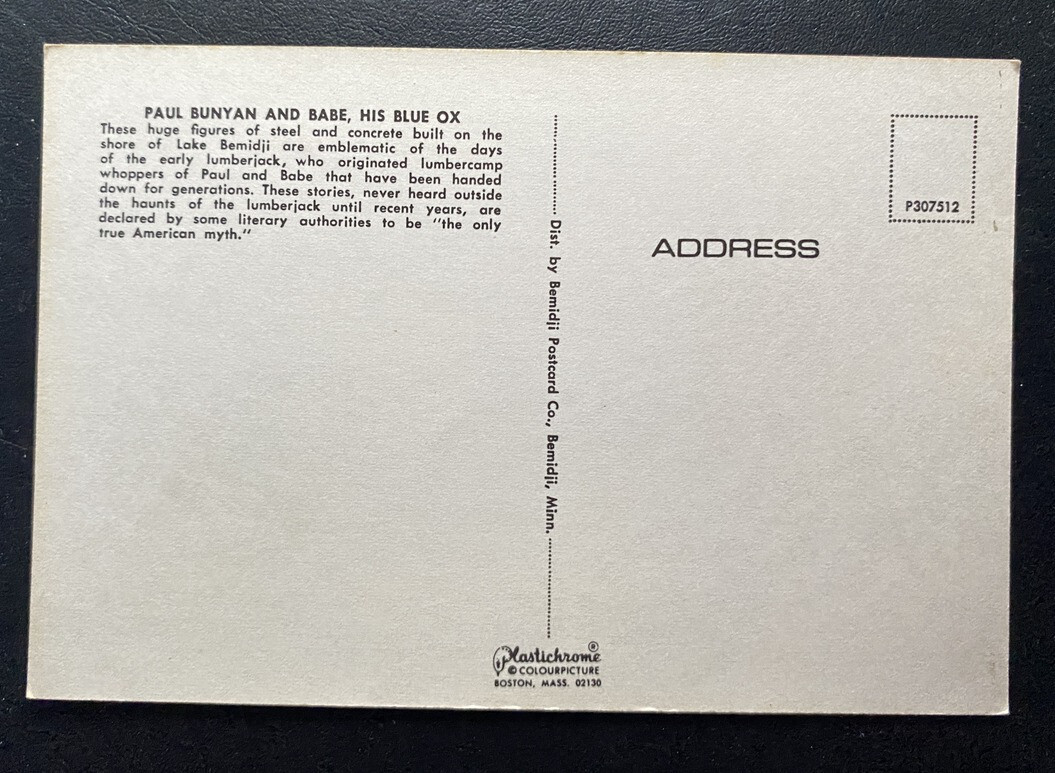 PAUL BUNYAN AND BABE, HIS BLUE OX
These huge figures of steel and concrete built on the
shore of Lake Bemidji are emblematic of the days
of the early lumberjack, who originated lumbercamp
whoppers of Paul and Babe that have been handed
down for generations. These stories, never heard outside
the haunts of the lumberjack until recent years, are
declared by some literary authorities to be "the only
true American myth."
Dist. by Bemidji Postcard Co., Bemidji, Minn.
P307512
ADDRESS
Plastichrome ®
© COLOURPICTURE
BOSTON, MASS. 02130